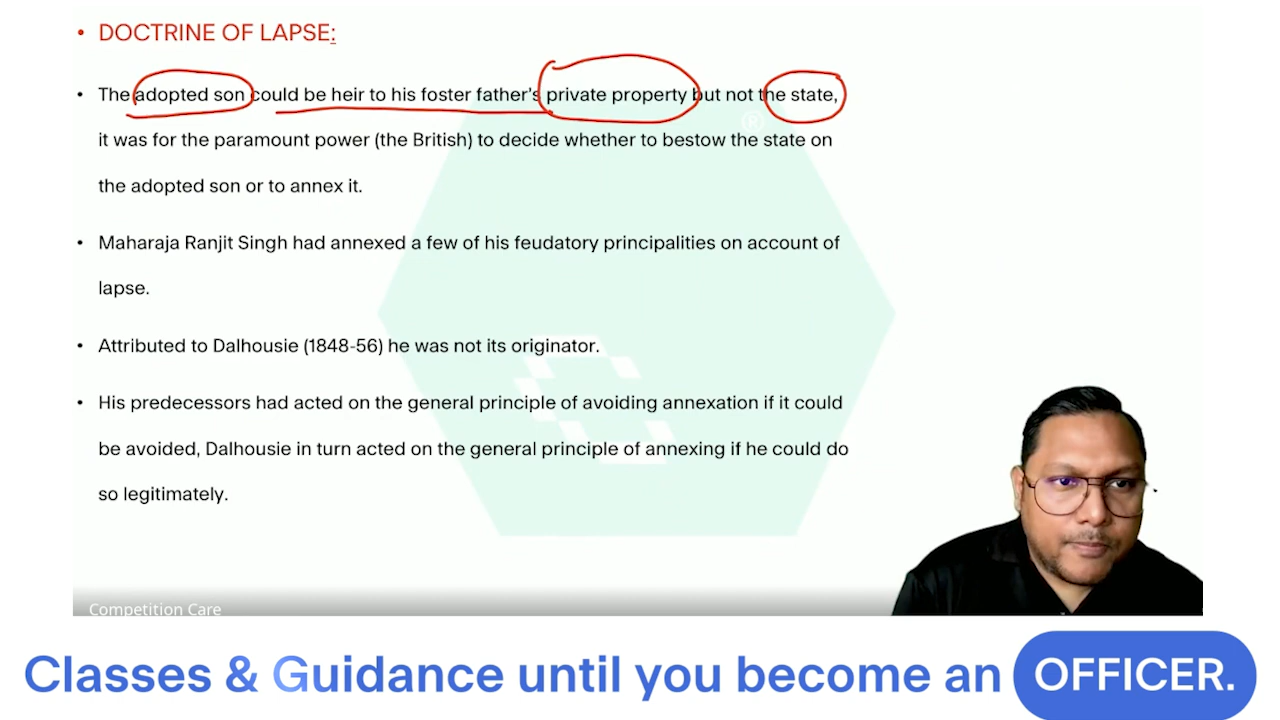 • DOCTRINE OF LAPSE:
• The adopted son could be heir to his foster father's private property but not the state,
it was for the paramount power (the British) to decide whether to bestow the state on
the adopted son or to annex it.
• Maharaja Ranjit Singh had annexed a few of his feudatory principalities on account of
lapse.
• Attributed to Dalhousie (1848-56) he was not its originator.
• His predecessors had acted on the general principle of avoiding annexation if it could
be avoided, Dalhousie in turn acted on the general principle of annexing if he could do
so legitimately.
®
Competition Care
Classes & Guidance until you become an OFFICER.